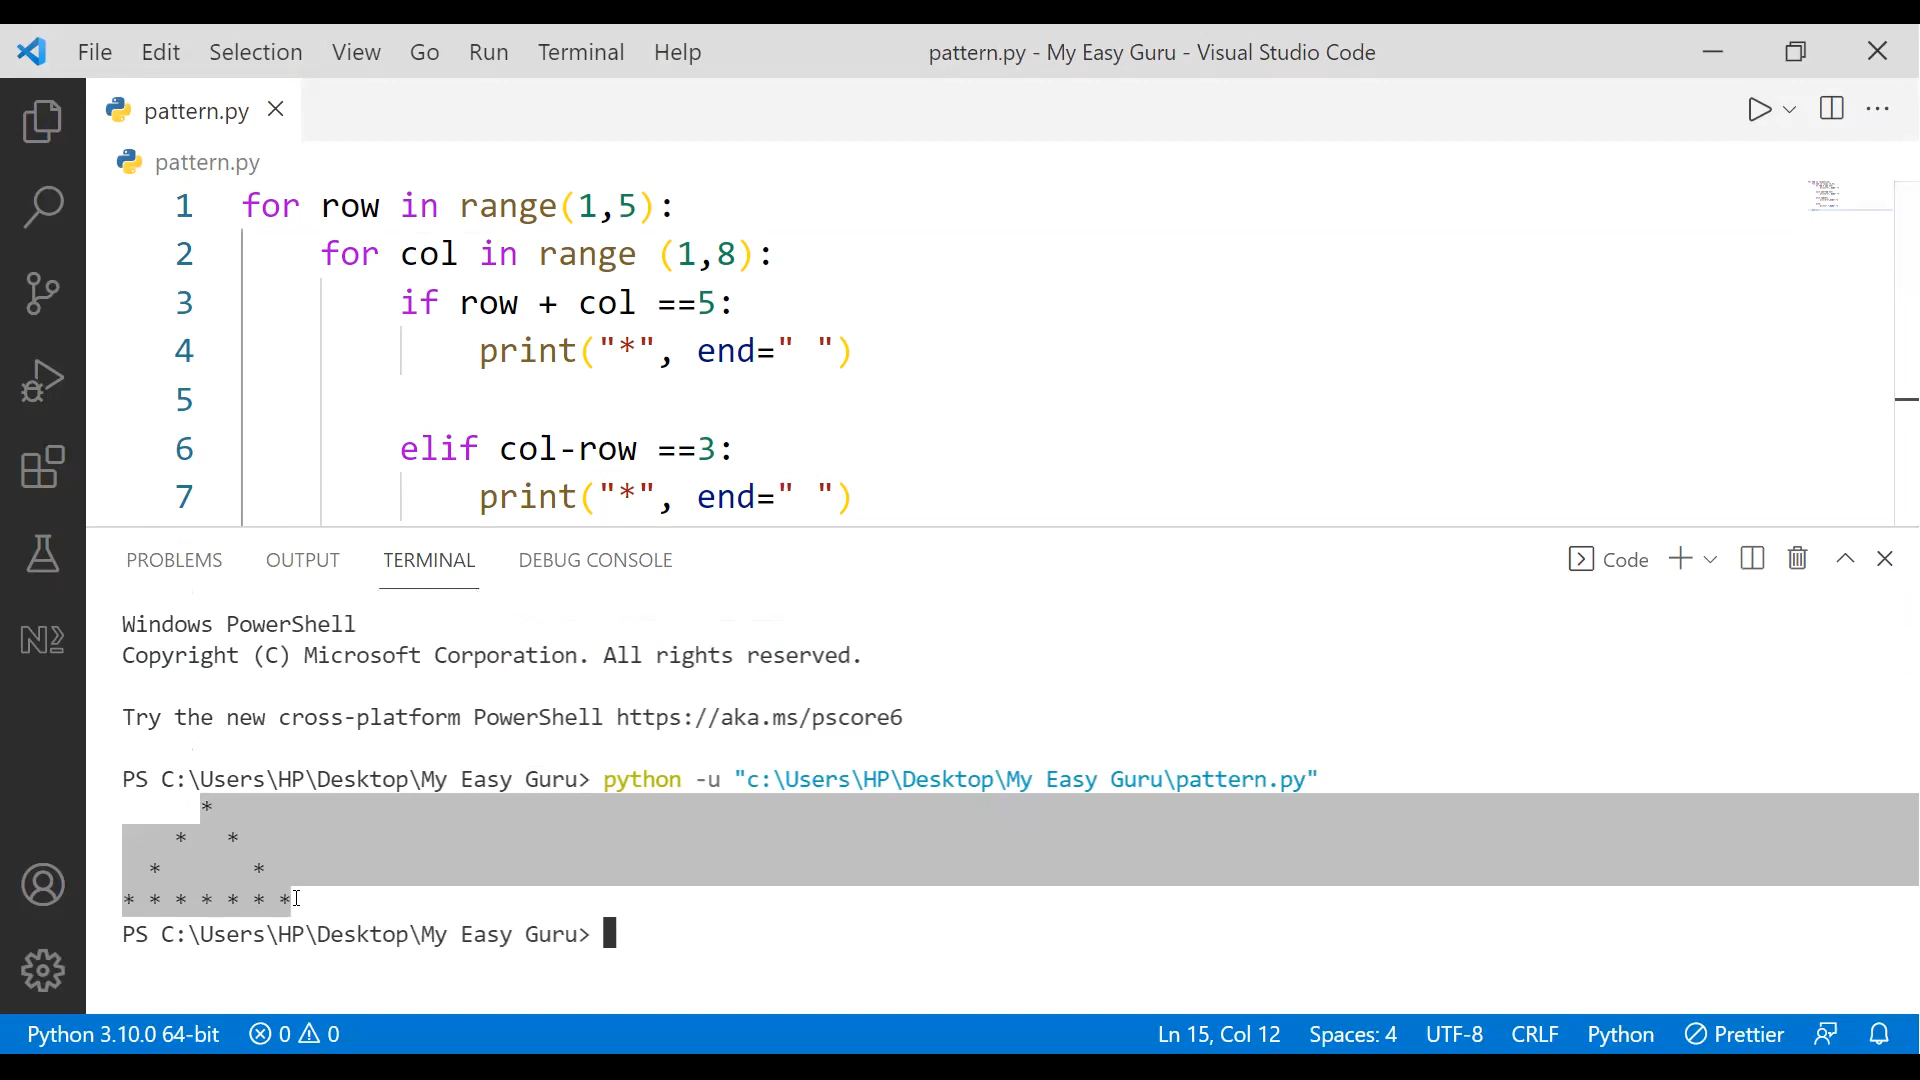 File Edit Selection View Go Run Terminal Help pattern.py - My Easy Guru - Visual Studio Code
pattern.py
pattern.py
1 for row in range(1,5):
2     for col in range (1,8):
3         if row + col ==5:
4             print("*", end=" ")
5
6         elif col-row ==3:
7             print("*", end=" ")
PROBLEMS OUTPUT TERMINAL DEBUG CONSOLE Code
Windows PowerShell
Copyright (C) Microsoft Corporation. All rights reserved.
Try the new cross-platform PowerShell https://aka.ms/pscore6
PS C:\Users\HP\Desktop\My Easy Guru> python -u "c:\Users\HP\Desktop\My Easy Guru\pattern.py"
      *
    *   *
  *       *
* * * * * * *
PS C:\Users\HP\Desktop\My Easy Guru>
Python 3.10.0 64-bit 0 0 Ln 15, Col 12 Spaces: 4 UTF-8 CRLF Python Prettier